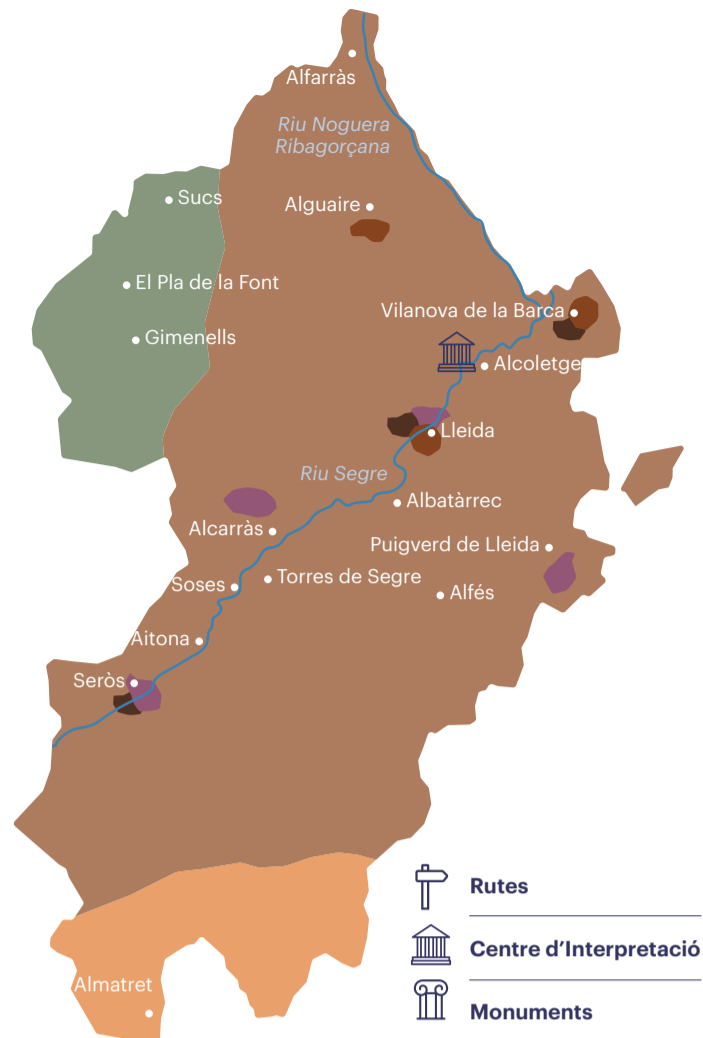 Alfarràs
Riu Noguera
Ribagorçana
Sucs
Alguaire
El Pla de la Font
Vilanova de la Barca
Gimenells
Alcoletge
Lleida
Riu Segre
Albatàrrec
Alcarràs
Puigverd de Lleida
Torres de Segre
Soses
Alfés
Aitona
Seròs
Rutes
Centre d’Interpretació
Almatret
Monuments